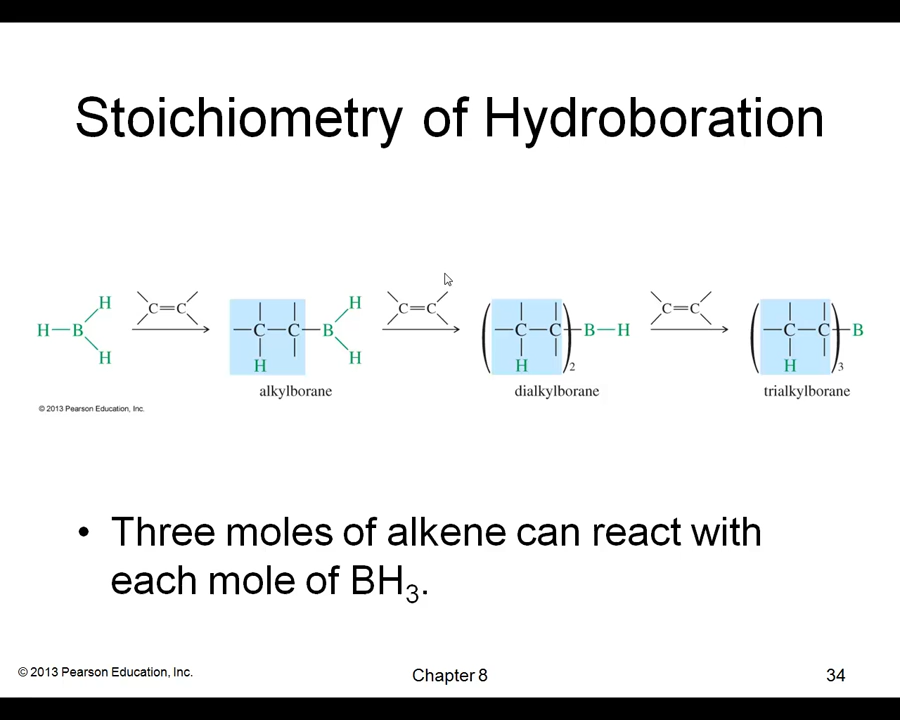 Stoichiometry of Hydroboration
H–B H H
C=C
–C–C–B H H H
C=C
(–C–C)2 B–H H
C=C
(–C–C)3 B H
alkylborane
dialkylborane
trialkylborane
© 2013 Pearson Education, Inc.
• Three moles of alkene can react with
each mole of BH3.
© 2013 Pearson Education, Inc.
Chapter 8
34